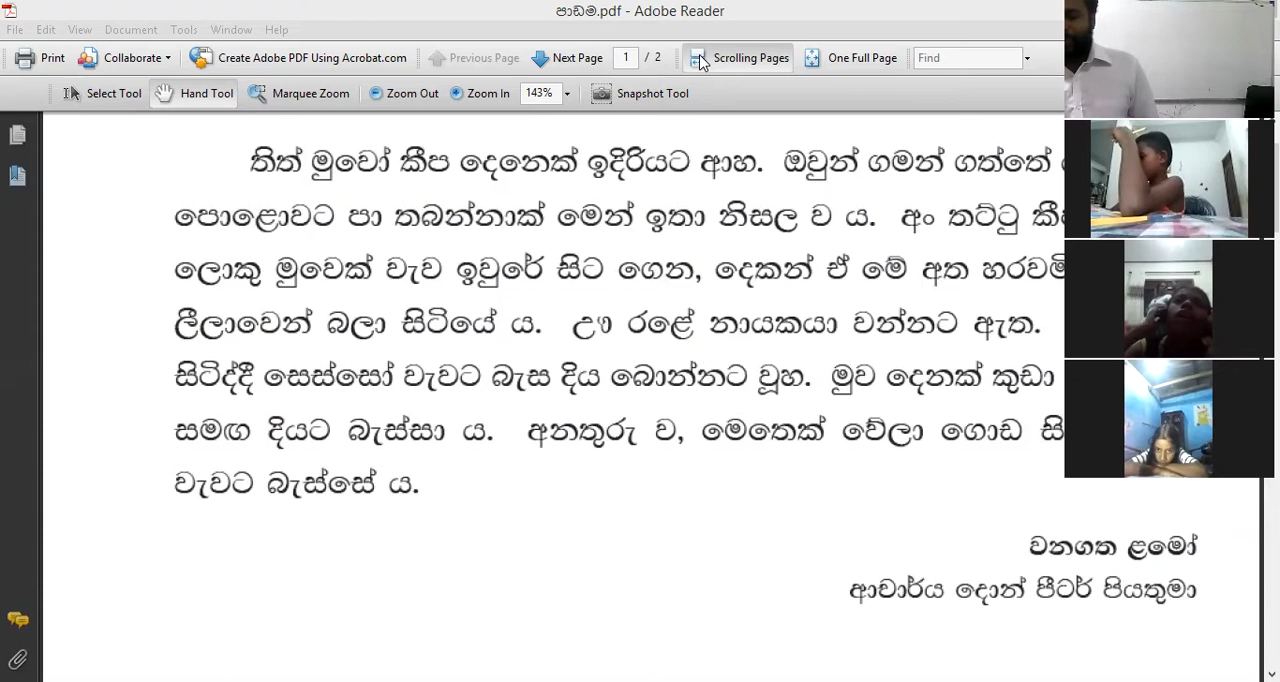 පාඩම.pdf - Adobe Reader
File Edit View Document Tools Window Help
Print Collaborate Create Adobe PDF Using Acrobat.com Previous Page Next Page 1 / 2 Scrolling Pages One Full Page Find
Select Tool Hand Tool Marquee Zoom Zoom Out Zoom In 143% Snapshot Tool
තිත් මුවෝ කීප දෙනෙක් ඉදිරියට ආහ. ඔවුන් ගමන් ගත්තේ
පොළොවට පා තබන්නාක් මෙන් ඉතා නිසල ව ය. අං තට්ටු
ලොකු මුවෙක් වැව ඉවුරේ සිට ගෙන, දෙකන් ඒ මේ අත
ලීලාවෙන් බලා සිටියේ ය. ඌ රළේ නායකයා වන්නට ඇත.
සිටිද්දී සෙස්සෝ වැවට බැස දිය බොන්නට වූහ. මුව දෙනක් කුඩා
සමඟ දියට බැස්සා ය. අනතුරු ව, මෙතෙක් වේලා ගොඩ
වැවට බැස්සේ ය.
වනගත ළමෝ
ආචාර්ය දොන් පීටර් පියතුමා